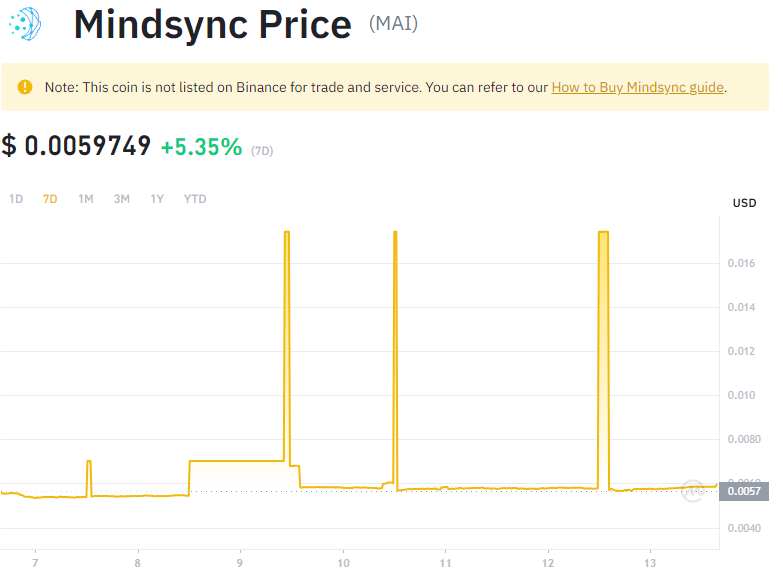 Mindsync Price (MAI)
Note: This coin is not listed on Binance for trade and service. You can refer to our How to Buy Mindsync guide.
$ 0.0059749 +5.35% (7D)
1D 7D 1M 3M 1Y YTD
USD
0.016
0.014
0.012
0.010
0.0080
0.0057
0.0040
7 8 9 10 11 12 13